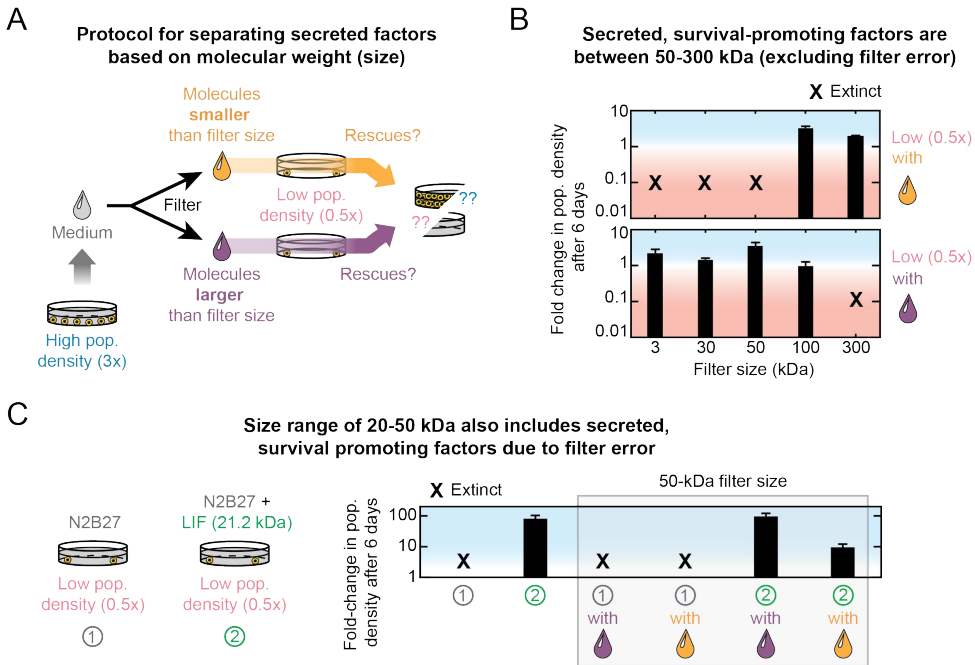 A
Protocol for separating secreted factors
based on molecular weight (size)
Molecules
smaller
than filter size
Rescues?
Low pop.
density (0.5x)
Medium
Filter
??
??
Molecules
larger
than filter size
Rescues?
High pop.
density (3x)
B
Secreted, survival-promoting factors are
between 50-300 kDa (excluding filter error)
X Extinct
Fold change in pop. density
after 6 days
10
1
0.1
0.01
X X X
Low (0.5x)
with
10
1
0.1
0.01
X
Low (0.5x)
with
3 30 50 100 300
Filter size (kDa)
C
Size range of 20-50 kDa also includes secreted,
survival promoting factors due to filter error
N2B27
Low pop.
density (0.5x)
1
N2B27 +
LIF (21.2 kDa)
Low pop.
density (0.5x)
2
X Extinct
50-kDa filter size
Fold-change in pop.
density after 6 days
100
10
1
X X X
1 2 1 1 2 2
with with with with